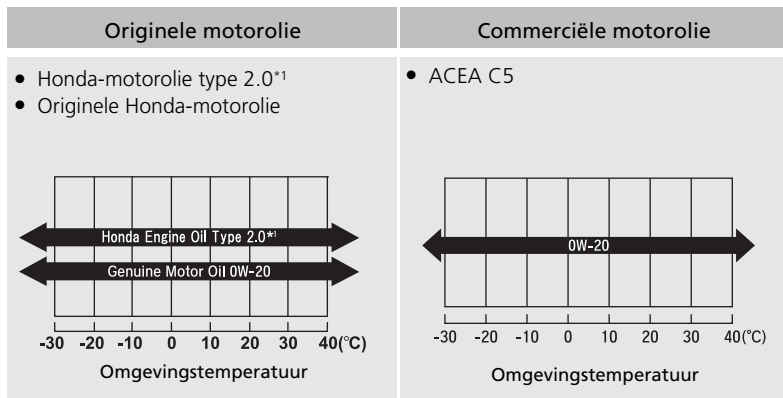 Originele motorolie
Commerciële motorolie
• Honda-motorolie type 2.0*1
• Originele Honda-motorolie
Honda Engine Oil Type 2.0*1
Genuine Motor Oil 0W-20
-30 -20 -10 0 10 20 30 40(°C)
Omgevingstemperatuur
• ACEA C5
0W-20
-30 -20 -10 0 10 20 30 40(°C)
Omgevingstemperatuur